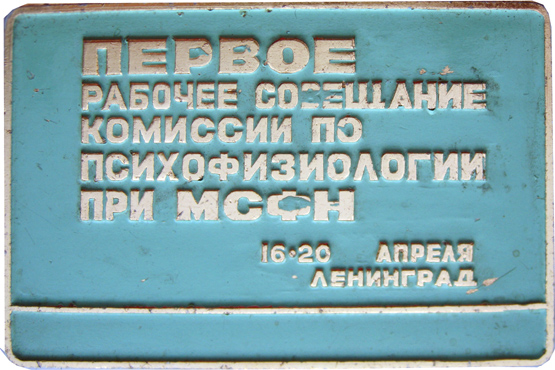 ПЕРВОЕ
РАБОЧЕЕ СОВЕЩАНИЕ
КОМИССИИ ПО
ПСИХОФИЗИОЛОГИИ
ПРИ МСФН
16•20 АПРЕЛЯ
ЛЕНИНГРАД